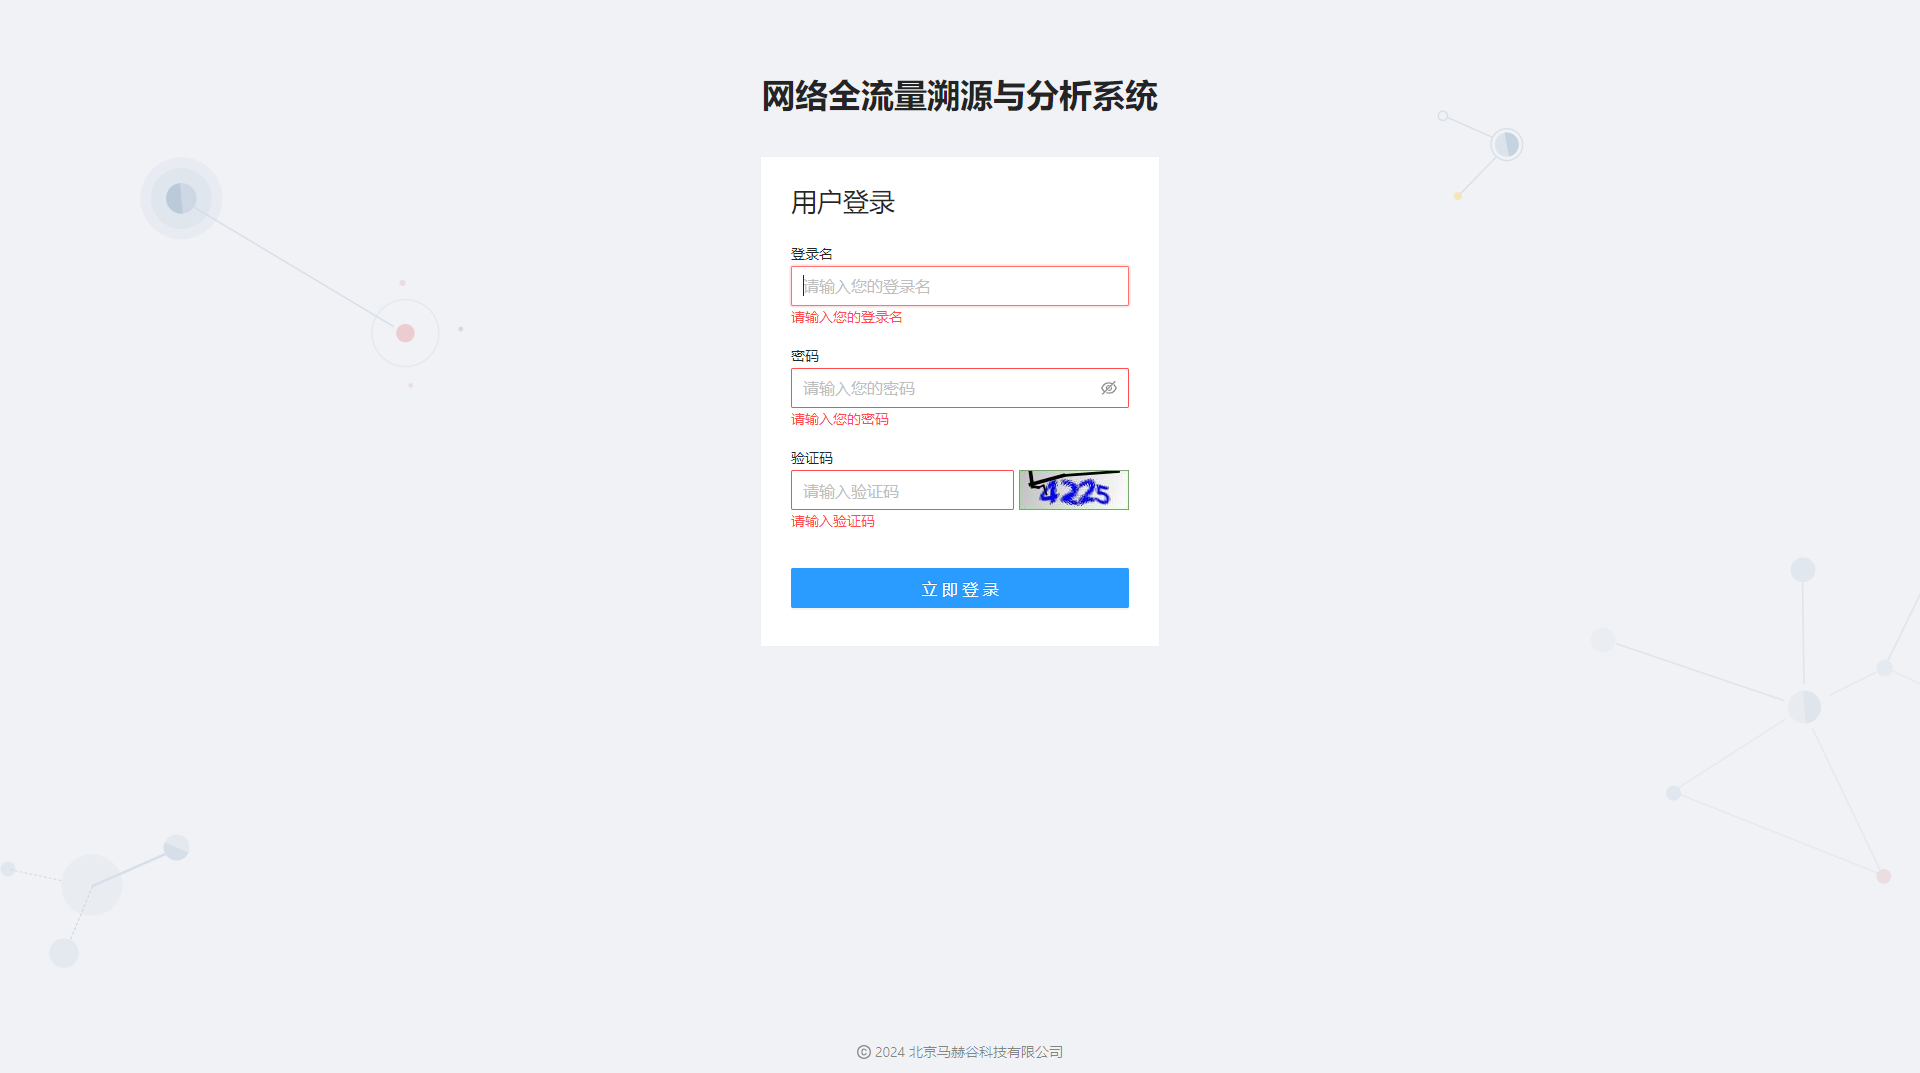 网络全流量溯源与分析系统
用户登录
登录名
请输入您的登录名
请输入您的登录名
密码
请输入您的密码
请输入您的密码
验证码
请输入验证码
4225
请输入验证码
立即登录
© 2024 北京马赫谷科技有限公司